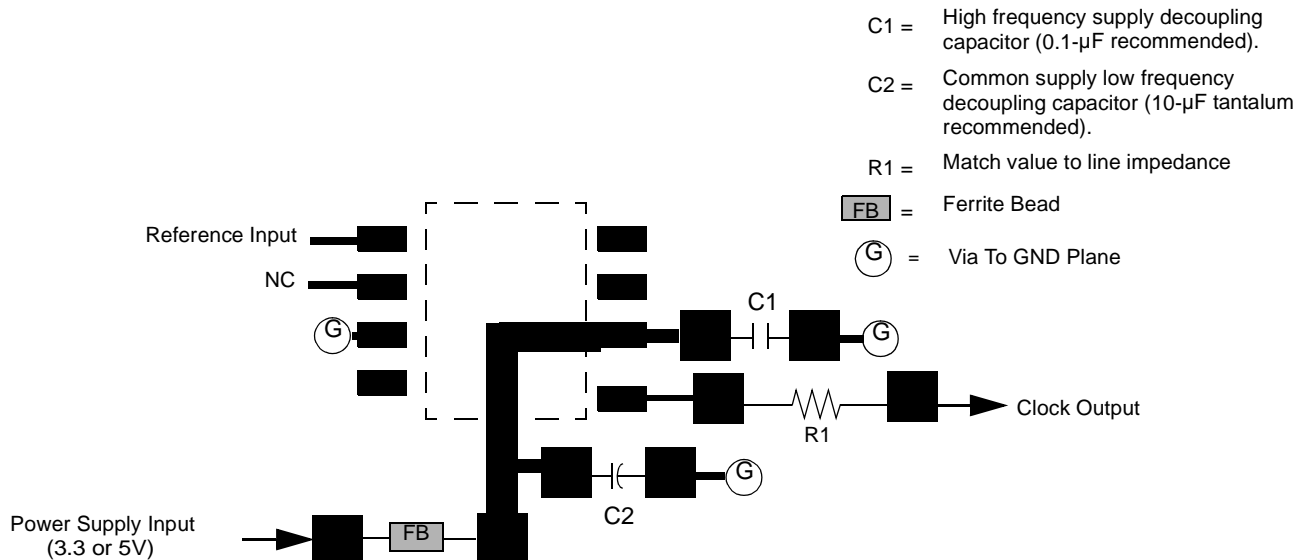 C1 = High frequency supply decoupling
capacitor (0.1-µF recommended).
C2 = Common supply low frequency
decoupling capacitor (10-µF tantalum
recommended).
R1 = Match value to line impedance
FB = Ferrite Bead
G = Via To GND Plane
Reference Input
NC
G
C1
G
Clock Output
R1
G
C2
Power Supply Input
(3.3 or 5V)
FB